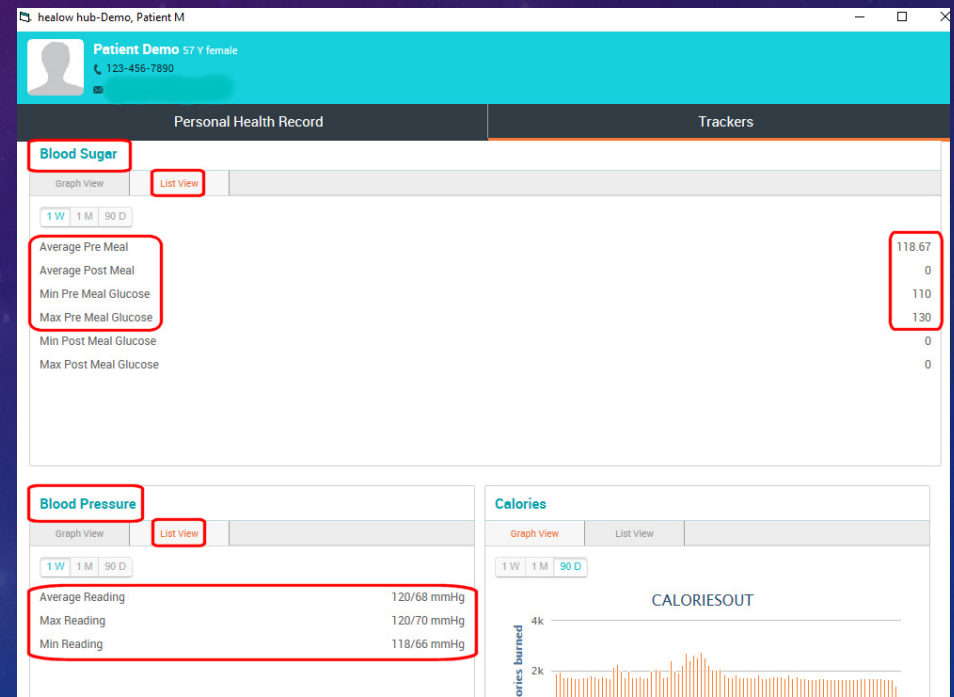 healow hub-Demo, Patient M
Patient Demo 57 Y female
123-456-7890
Personal Health Record Trackers
Blood Sugar
Graph View List View
1 W 1 M 90 D
Average Pre Meal 118.67
Average Post Meal 0
Min Pre Meal Glucose 110
Max Pre Meal Glucose 130
Min Post Meal Glucose 0
Max Post Meal Glucose 0
Blood Pressure
Graph View List View
1 W 1 M 90 D
Average Reading 120/68 mmHg
Max Reading 120/70 mmHg
Min Reading 118/66 mmHg
Calories
Graph View List View
1 W 1 M 90 D
CALORIESOUT
4k
2k
burned